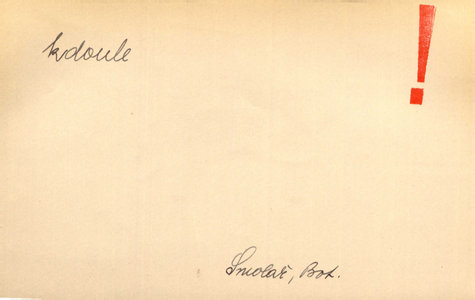 kdoule
!
Smolař, Bot.